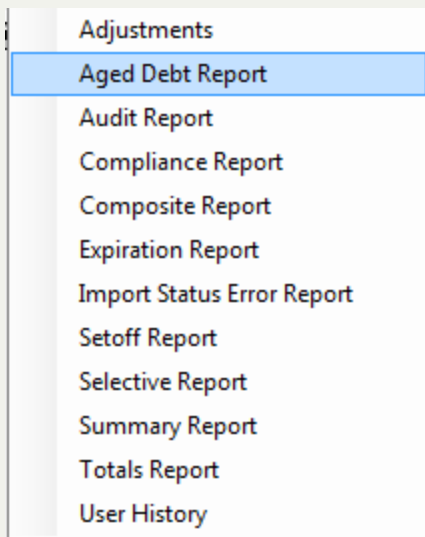 Adjustments
Aged Debt Report
Audit Report
Compliance Report
Composite Report
Expiration Report
Import Status Error Report
Setoff Report
Selective Report
Summary Report
Totals Report
User History